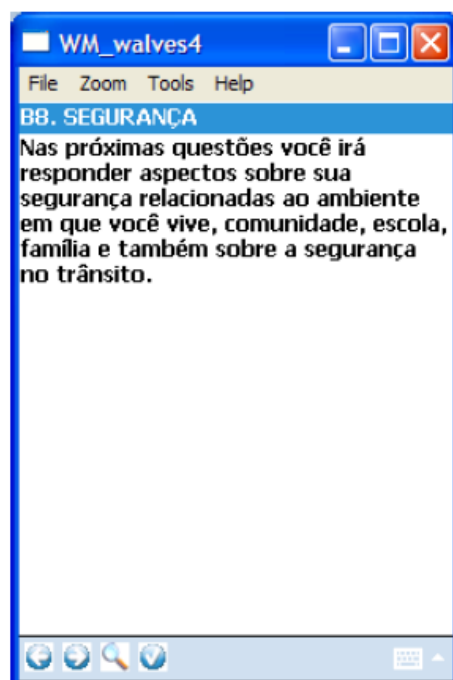 WM_walves4
File Zoom Tools Help
B8. SEGURANÇA
Nas próximas questões você irá
responder aspectos sobre sua
segurança relacionadas ao ambiente
em que você vive, comunidade, escola,
família e também sobre a segurança
no trânsito.